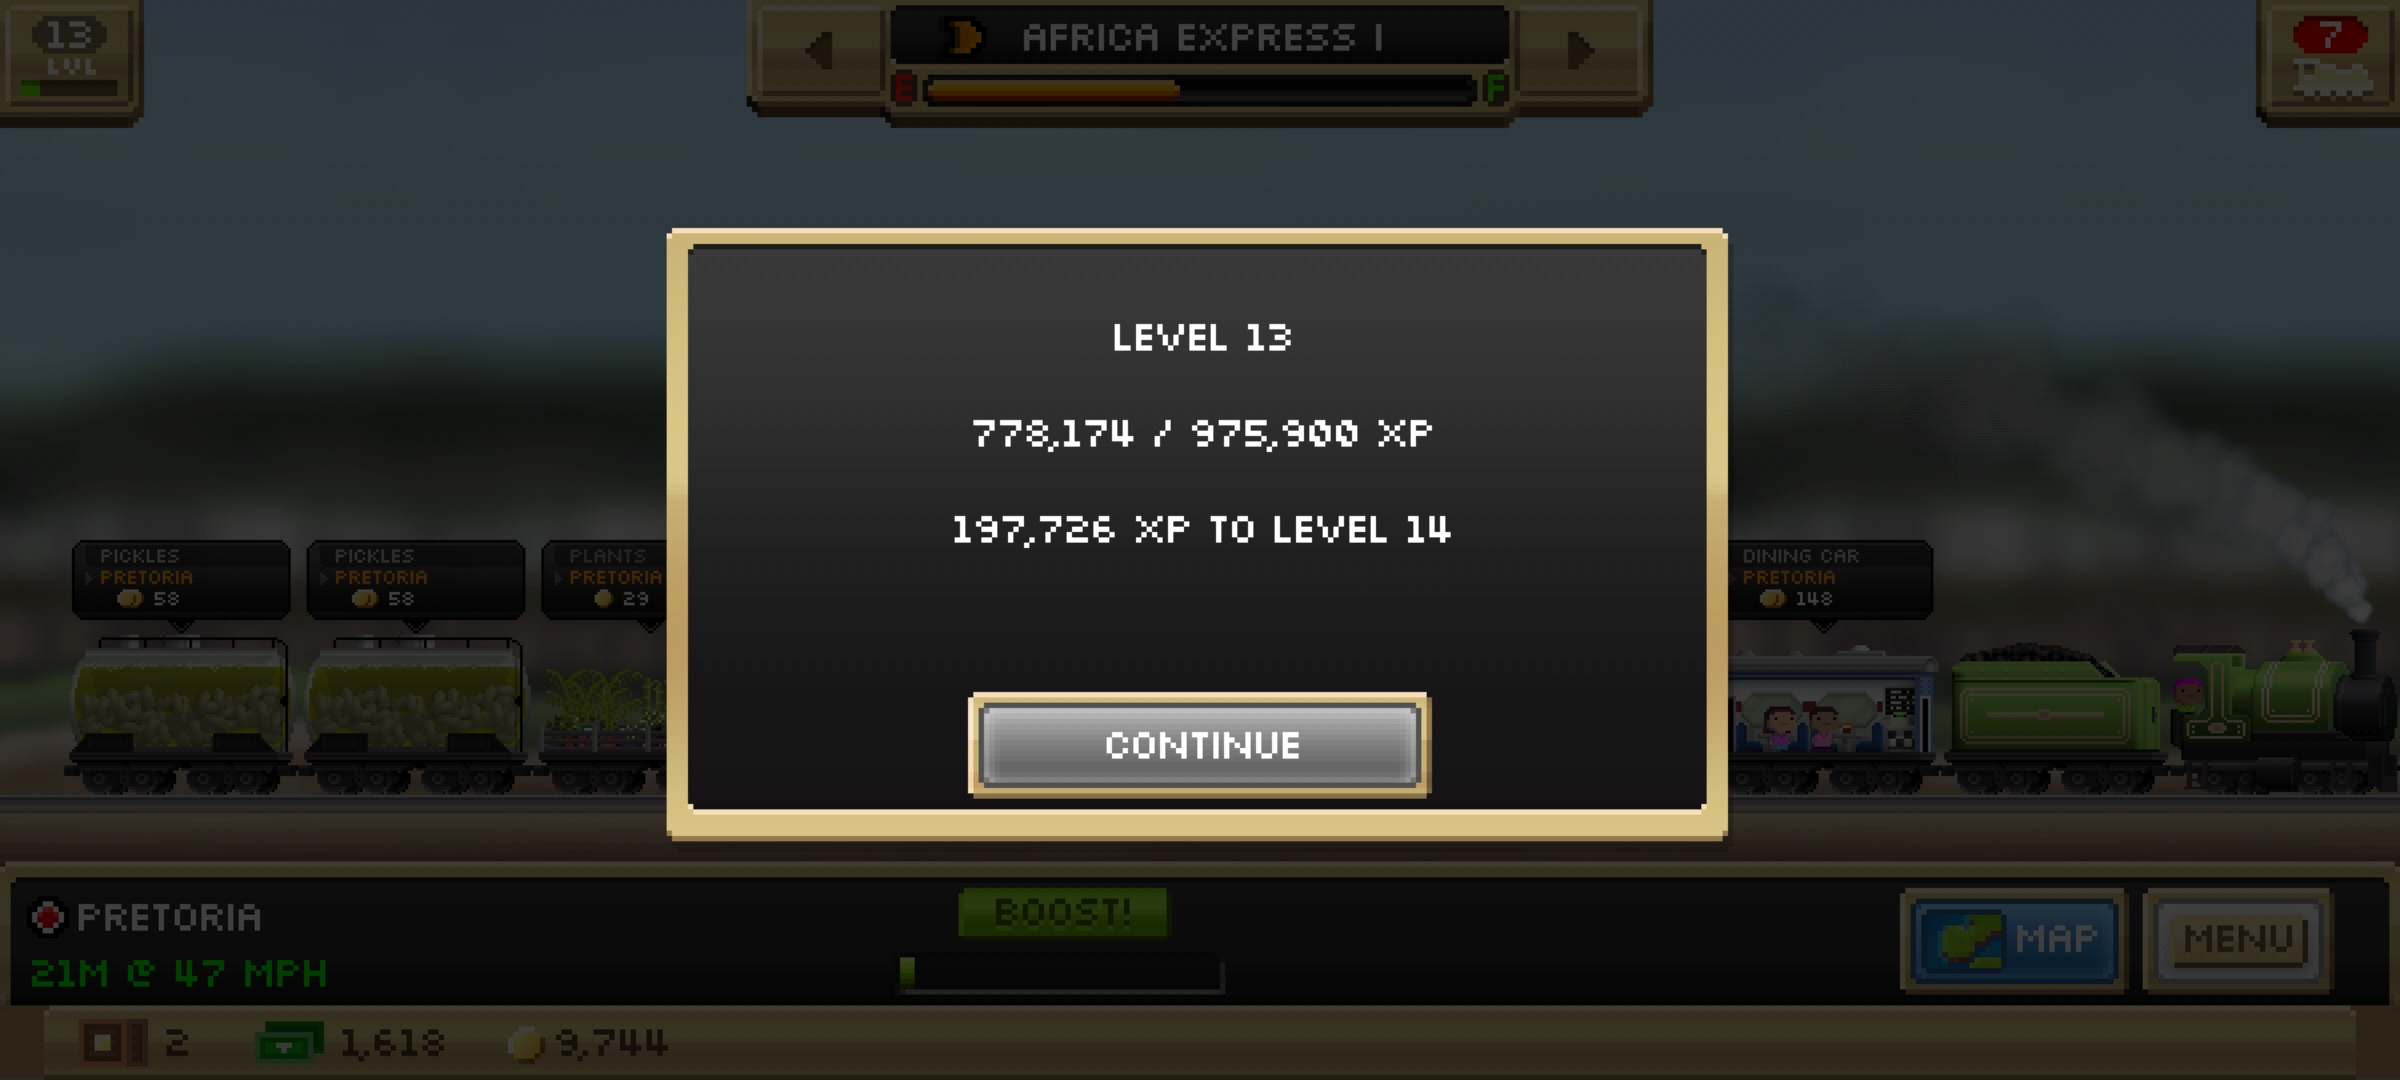 13
LVL
AFRICA EXPRESS I
E
F
7
LEVEL 13
778,174 / 975,900 XP
197,726 XP TO LEVEL 14
CONTINUE
PICKLES
PRETORIA
58
PICKLES
PRETORIA
58
PLANTS
PRETORIA
29
DINING CAR
PRETORIA
148
PRETORIA
21M @ 47 MPH
BOOST!
MAP
MENU
2
1,618
9,744